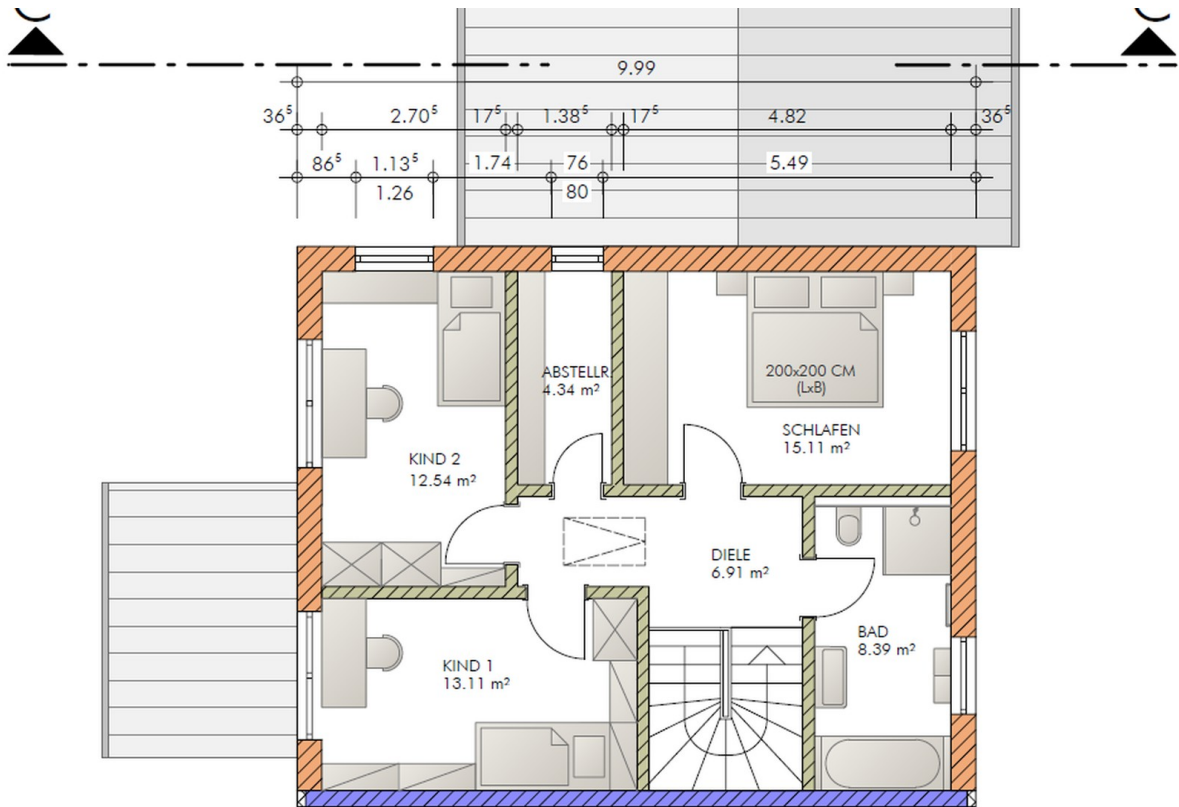 9.99
36⁵ 2.70⁵ 17⁵ 1.38⁵ 17⁵ 4.82 36⁵
86⁵ 1.13⁵ 1.74 76 5.49
1.26 80
ABSTELLR.
4.34 m²
200x200 CM
(LxB)
SCHLAFEN
15.11 m²
KIND 2
12.54 m²
DIELE
6.91 m²
BAD
8.39 m²
KIND 1
13.11 m²